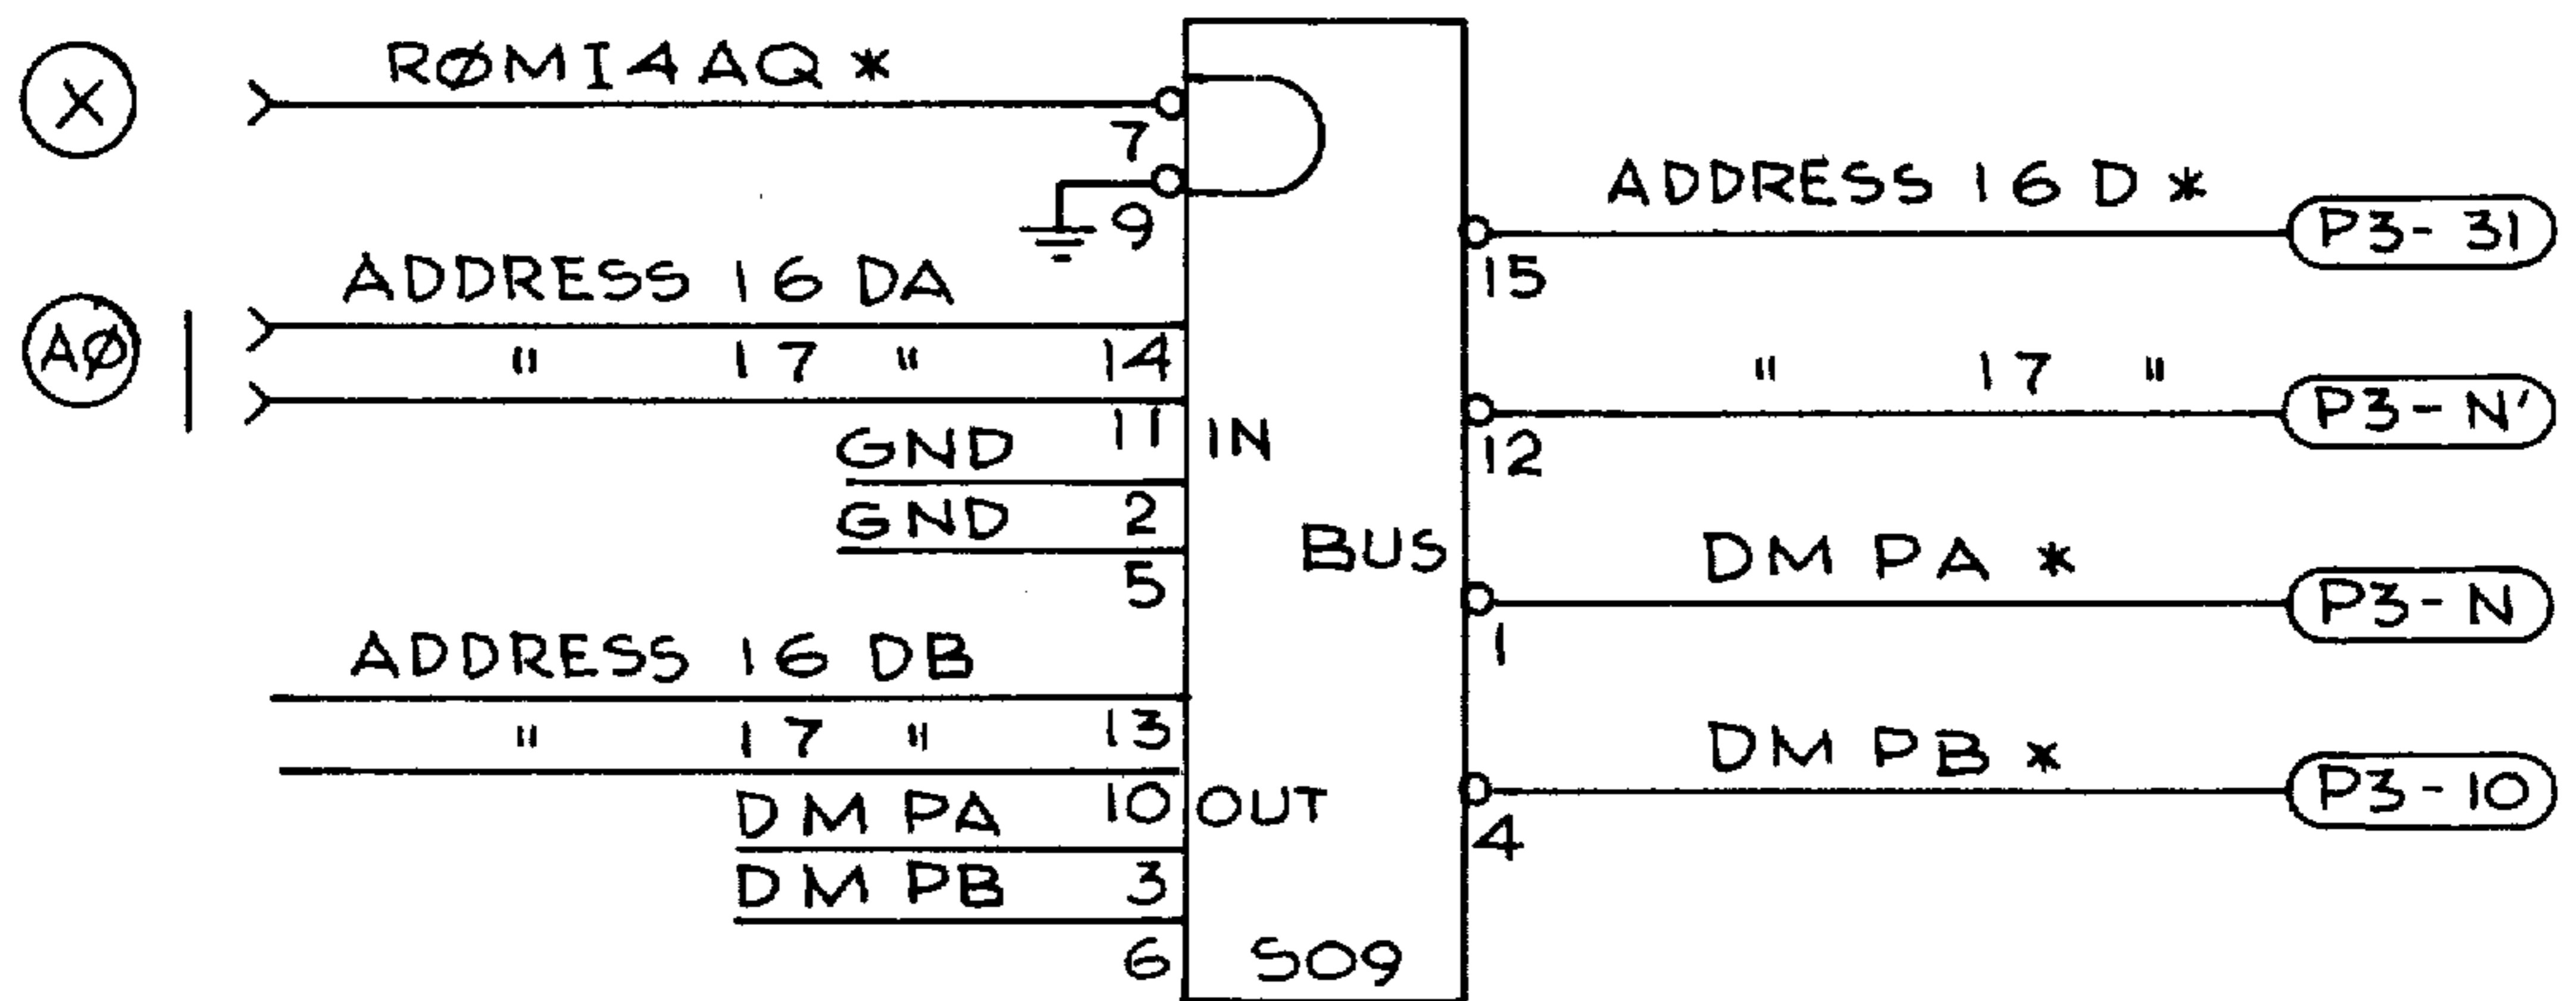 X RØMI4AQ *
7
9
ADDRESS 16 D *
P3-31
15
ADDRESS 16 DA
AØ
14
" 17 "
11
IN
" 17 "
P3-N'
12
GND
2
GND
5
BUS
DM PA *
P3-N
1
ADDRESS 16 DB
13
" 17 "
10
OUT
DM PA
3
DM PB
6
DM PB *
P3-10
4
S09